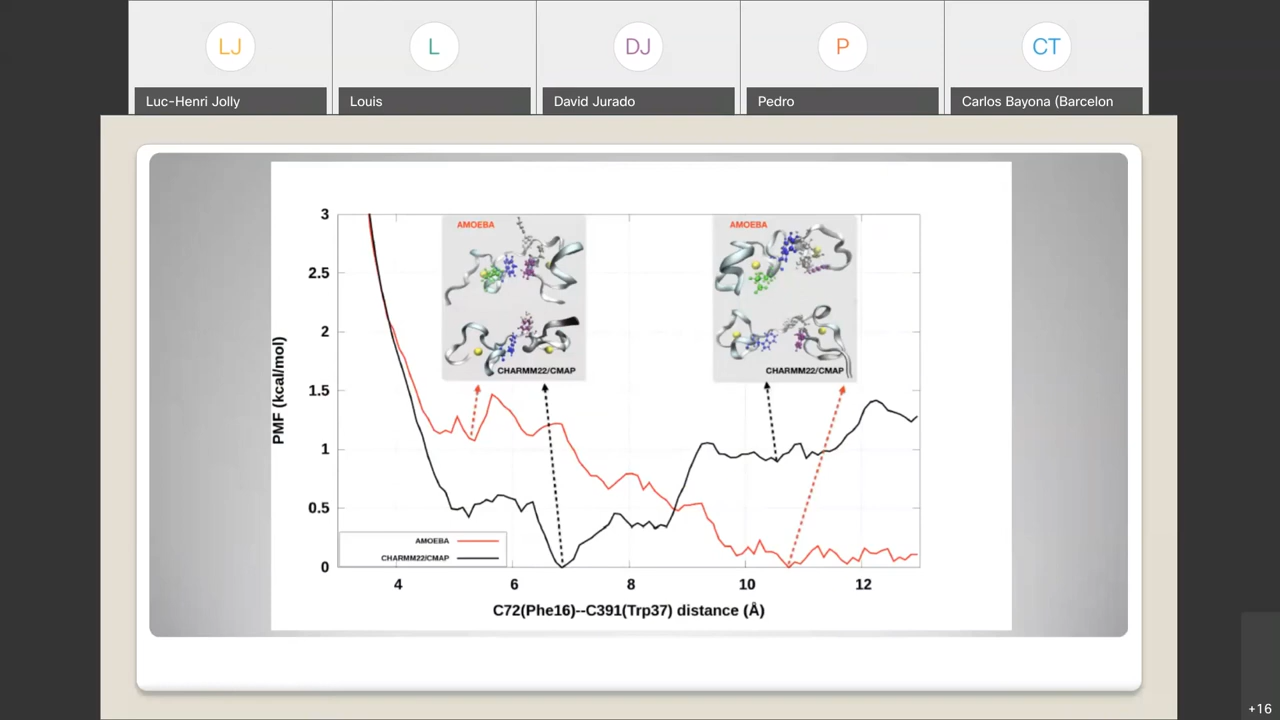 LJ
L
DJ
P
CT
Luc-Henri Jolly
Louis
David Jurado
Pedro
Carlos Bayona (Barcelon
3
2.5
2
1.5
1
0.5
0
PMF (kcal/mol)
AMOEBA
CHARMM22/CMAP
AMOEBA
CHARMM22/CMAP
AMOEBA
CHARMM22/CMAP
4
6
8
10
12
C72(Phe16)--C391(Trp37) distance (Å)
+16